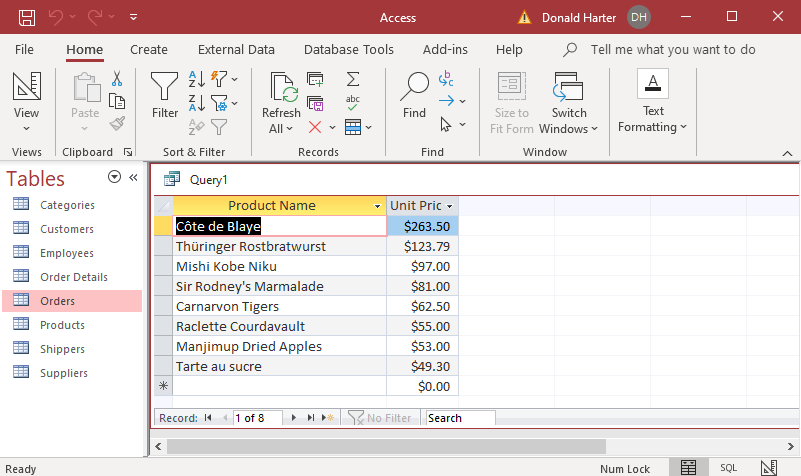 Access
Donald Harter
DH
File
Home
Create
External Data
Database Tools
Add-ins
Help
Tell me what you want to do
View
Paste
Filter
Refresh All
Find
Size to Fit Form
Switch Windows
Text Formatting
Views
Clipboard
Sort & Filter
Records
Find
Window
Tables
Categories
Customers
Employees
Order Details
Orders
Products
Shippers
Suppliers
Query1
Product Name Unit Pric
Côte de Blaye $263.50
Thüringer Rostbratwurst $123.79
Mishi Kobe Niku $97.00
Sir Rodney's Marmalade $81.00
Carnarvon Tigers $62.50
Raclette Courdavault $55.00
Manjimup Dried Apples $53.00
Tarte au sucre $49.30
$0.00
Record: 1 of 8 No Filter Search
Ready
Num Lock
SQL